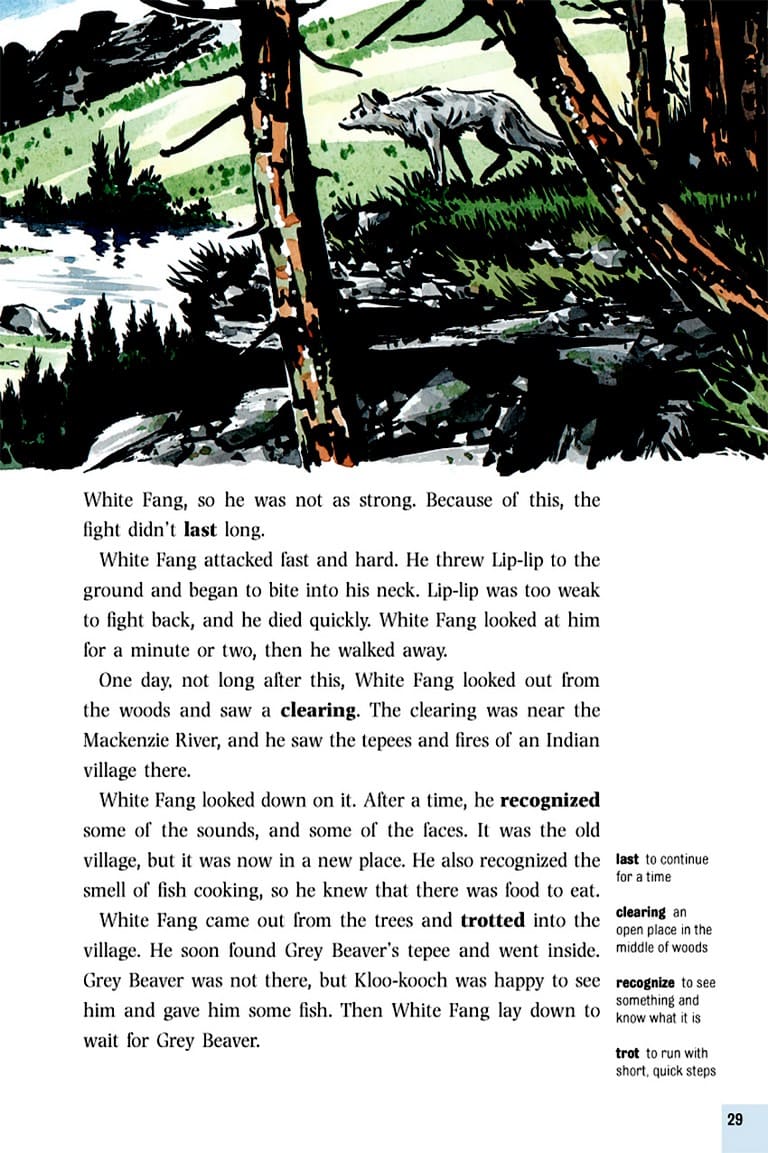 White Fang, so he was not as strong. Because of this, the
fight didn't last long.
White Fang attacked fast and hard. He threw Lip-lip to the
ground and began to bite into his neck. Lip-lip was too weak
to fight back, and he died quickly. White Fang looked at him
for a minute or two, then he walked away.
One day, not long after this, White Fang looked out from
the woods and saw a clearing. The clearing was near the
Mackenzie River, and he saw the tepees and fires of an Indian
village there.
White Fang looked down on it. After a time, he recognized
some of the sounds, and some of the faces. It was the old
village, but it was now in a new place. He also recognized the
smell of fish cooking, so he knew that there was food to eat.
White Fang came out from the trees and trotted into the
village. He soon found Grey Beaver's tepee and went inside.
Grey Beaver was not there, but Kloo-kooch was happy to see
him and gave him some fish. Then White Fang lay down to
wait for Grey Beaver.
last to continue
for a time
clearing an
open place in the
middle of woods
recognize to see
something and
know what it is
trot to run with
short, quick steps
29